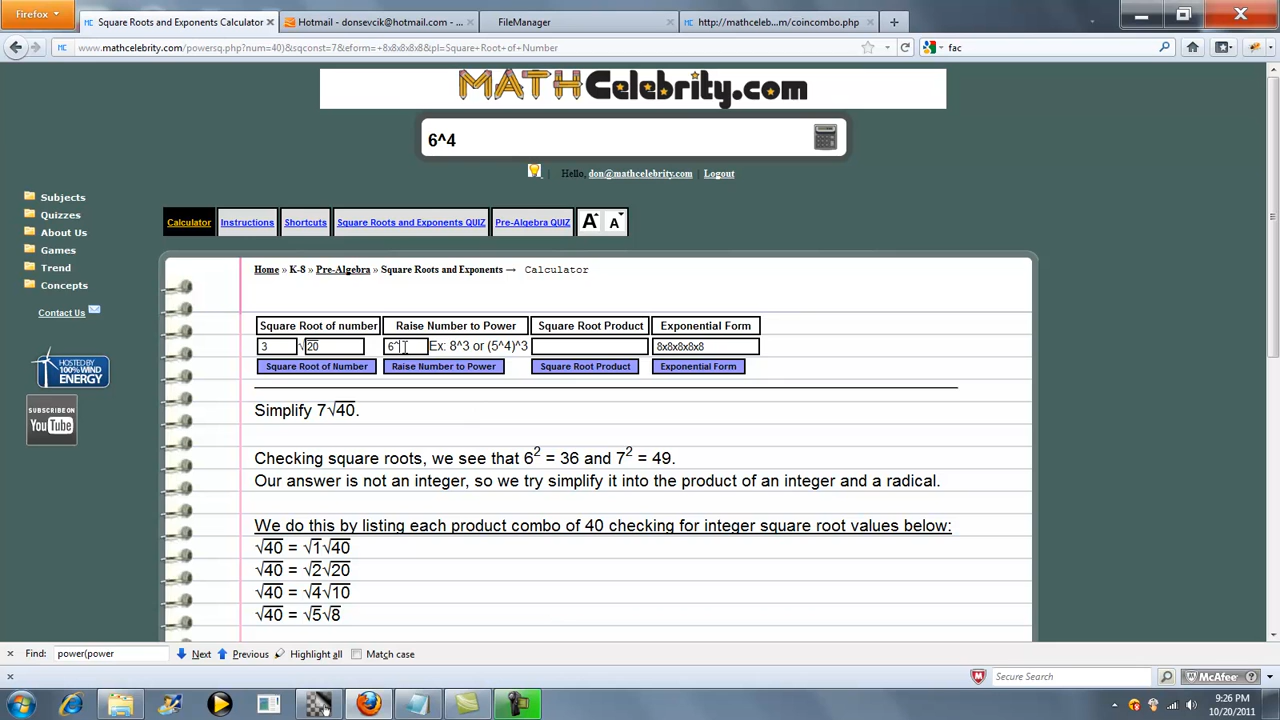 Firefox
Square Roots and Exponents Calculator
Hotmail - donsevcik@hotmail.com - ...
FileManager
http://mathceleb...m/coincombo.php
www.mathcelebrity.com/powersq.php?num=40)&sqconst=7&eform= +8x8x8x8x8&pl=Square+Root+of+Number
fac
MATHCelebrity.com
6^4
Hello, don@mathcelebrity.com | Logout
Subjects
Quizzes
About Us
Games
Trend
Concepts
Contact Us
HOSTED BY
100% WIND
ENERGY
SUBSCRIBE ON
YouTube
Calculator
Instructions
Shortcuts
Square Roots and Exponents QUIZ
Pre-Algebra QUIZ
A A
Home » K-8 » Pre-Algebra » Square Roots and Exponents → Calculator
Square Root of number Raise Number to Power Square Root Product Exponential Form
3 √20 6^ Ex: 8^3 or (5^4)^3 8x8x8x8x8
Square Root of Number Raise Number to Power Square Root Product Exponential Form
Simplify 7√40.
Checking square roots, we see that 6² = 36 and 7² = 49.
Our answer is not an integer, so we try simplify it into the product of an integer and a radical.
We do this by listing each product combo of 40 checking for integer square root values below:
√40 = √1√40
√40 = √2√20
√40 = √4√10
√40 = √5√8
Find: power(power Next Previous Highlight all Match case
Secure Search
McAfee
9:26 PM
10/20/2011